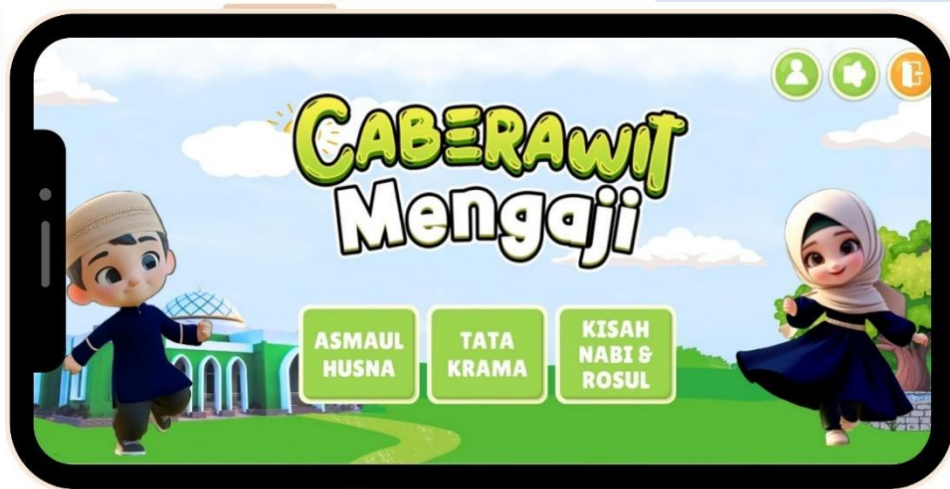 CABERAWIT
Mengaji
ASMAUL
HUSNA
TATA
KRAMA
KISAH
NABI &
ROSUL